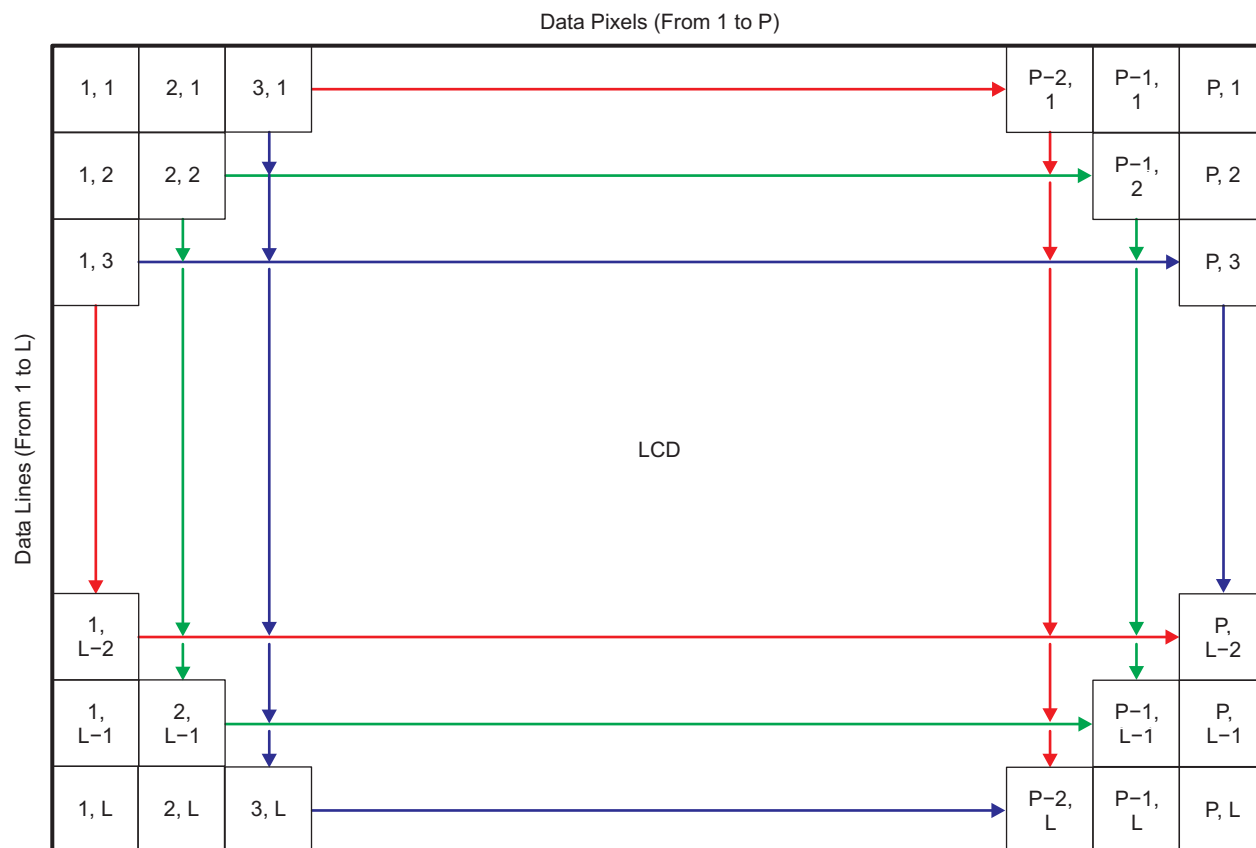 Data Pixels (From 1 to P)
1, 1
2, 1
3, 1
P−2,
1
P−1,
1
P, 1
1, 2
2, 2
P−1,
2
P, 2
1, 3
P, 3
Data Lines (From 1 to L)
LCD
1,
L−2
P,
L−2
1,
L−1
2,
L−1
P−1,
L−1
P,
L−1
1, L
2, L
3, L
P−2,
L
P−1,
L
P, L